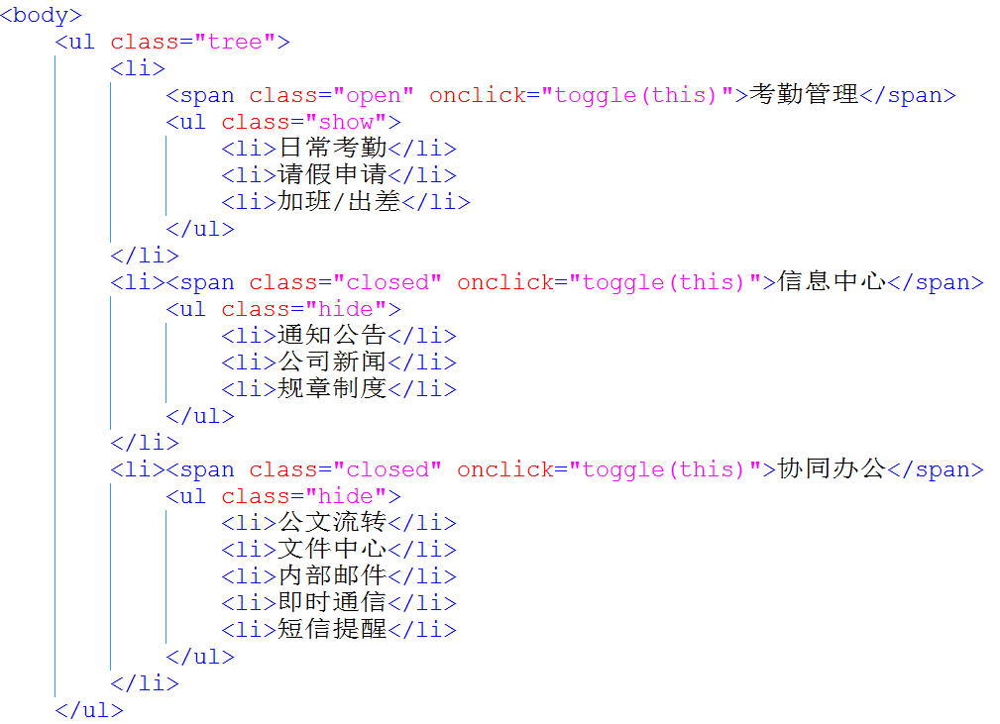 <body>
    <ul class="tree">
        <li>
            <span class="open" onclick="toggle(this)">考勤管理</span>
            <ul class="show">
                <li>日常考勤</li>
                <li>请假申请</li>
                <li>加班/出差</li>
            </ul>
        </li>
        <li><span class="closed" onclick="toggle(this)">信息中心</span>
            <ul class="hide">
                <li>通知公告</li>
                <li>公司新闻</li>
                <li>规章制度</li>
            </ul>
        </li>
        <li><span class="closed" onclick="toggle(this)">协同办公</span>
            <ul class="hide">
                <li>公文流转</li>
                <li>文件中心</li>
                <li>内部邮件</li>
                <li>即时通信</li>
                <li>短信提醒</li>
            </ul>
        </li>
    </ul>